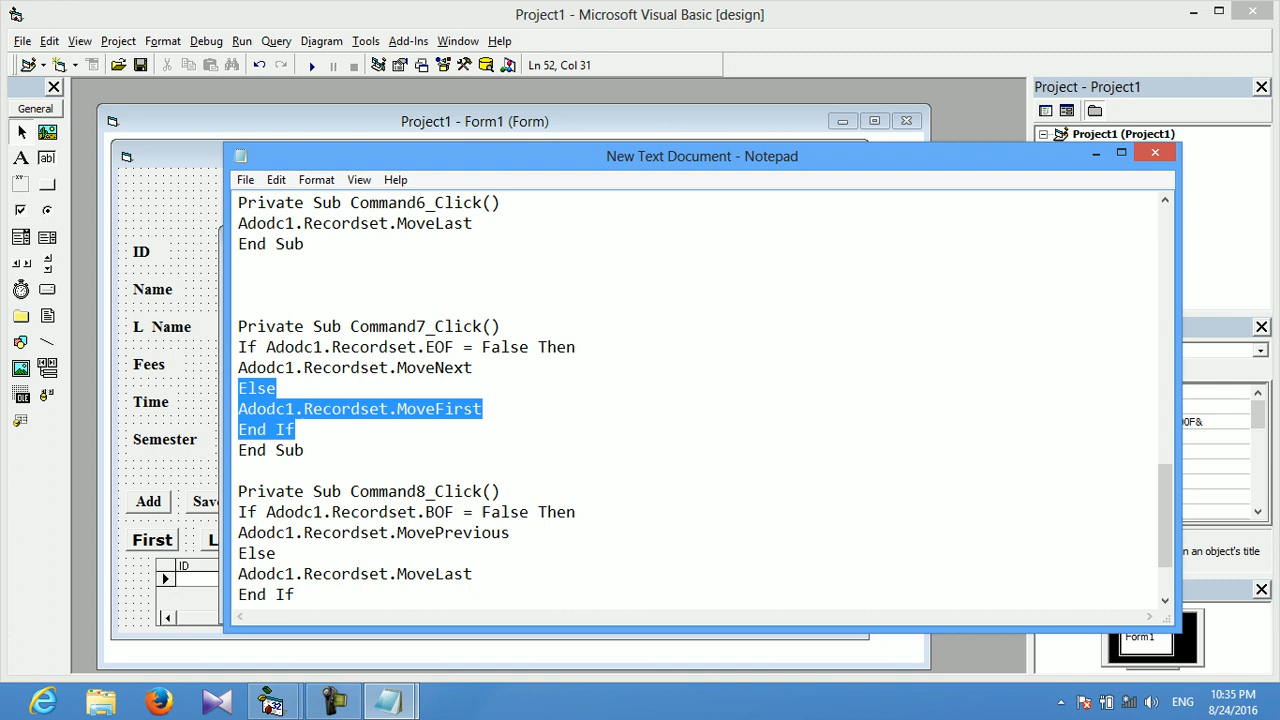 Project1 - Microsoft Visual Basic [design]
File Edit View Project Format Debug Run Query Diagram Tools Add-Ins Window Help
Ln 52, Col 31
General
Project1 - Form1 (Form)
Project - Project1
Project1 (Project1)
New Text Document - Notepad
File Edit Format View Help
Private Sub Command6_Click()
Adodc1.Recordset.MoveLast
End Sub
Private Sub Command7_Click()
If Adodc1.Recordset.EOF = False Then
Adodc1.Recordset.MoveNext
Else
Adodc1.Recordset.MoveFirst
End If
End Sub
Private Sub Command8_Click()
If Adodc1.Recordset.BOF = False Then
Adodc1.Recordset.MovePrevious
Else
Adodc1.Recordset.MoveLast
End If
ID
Name
L Name
Fees
Time
Semester
Add Sav
First L
ID
0F&
n an object's title
Form1
ENG
10:35 PM
8/24/2016